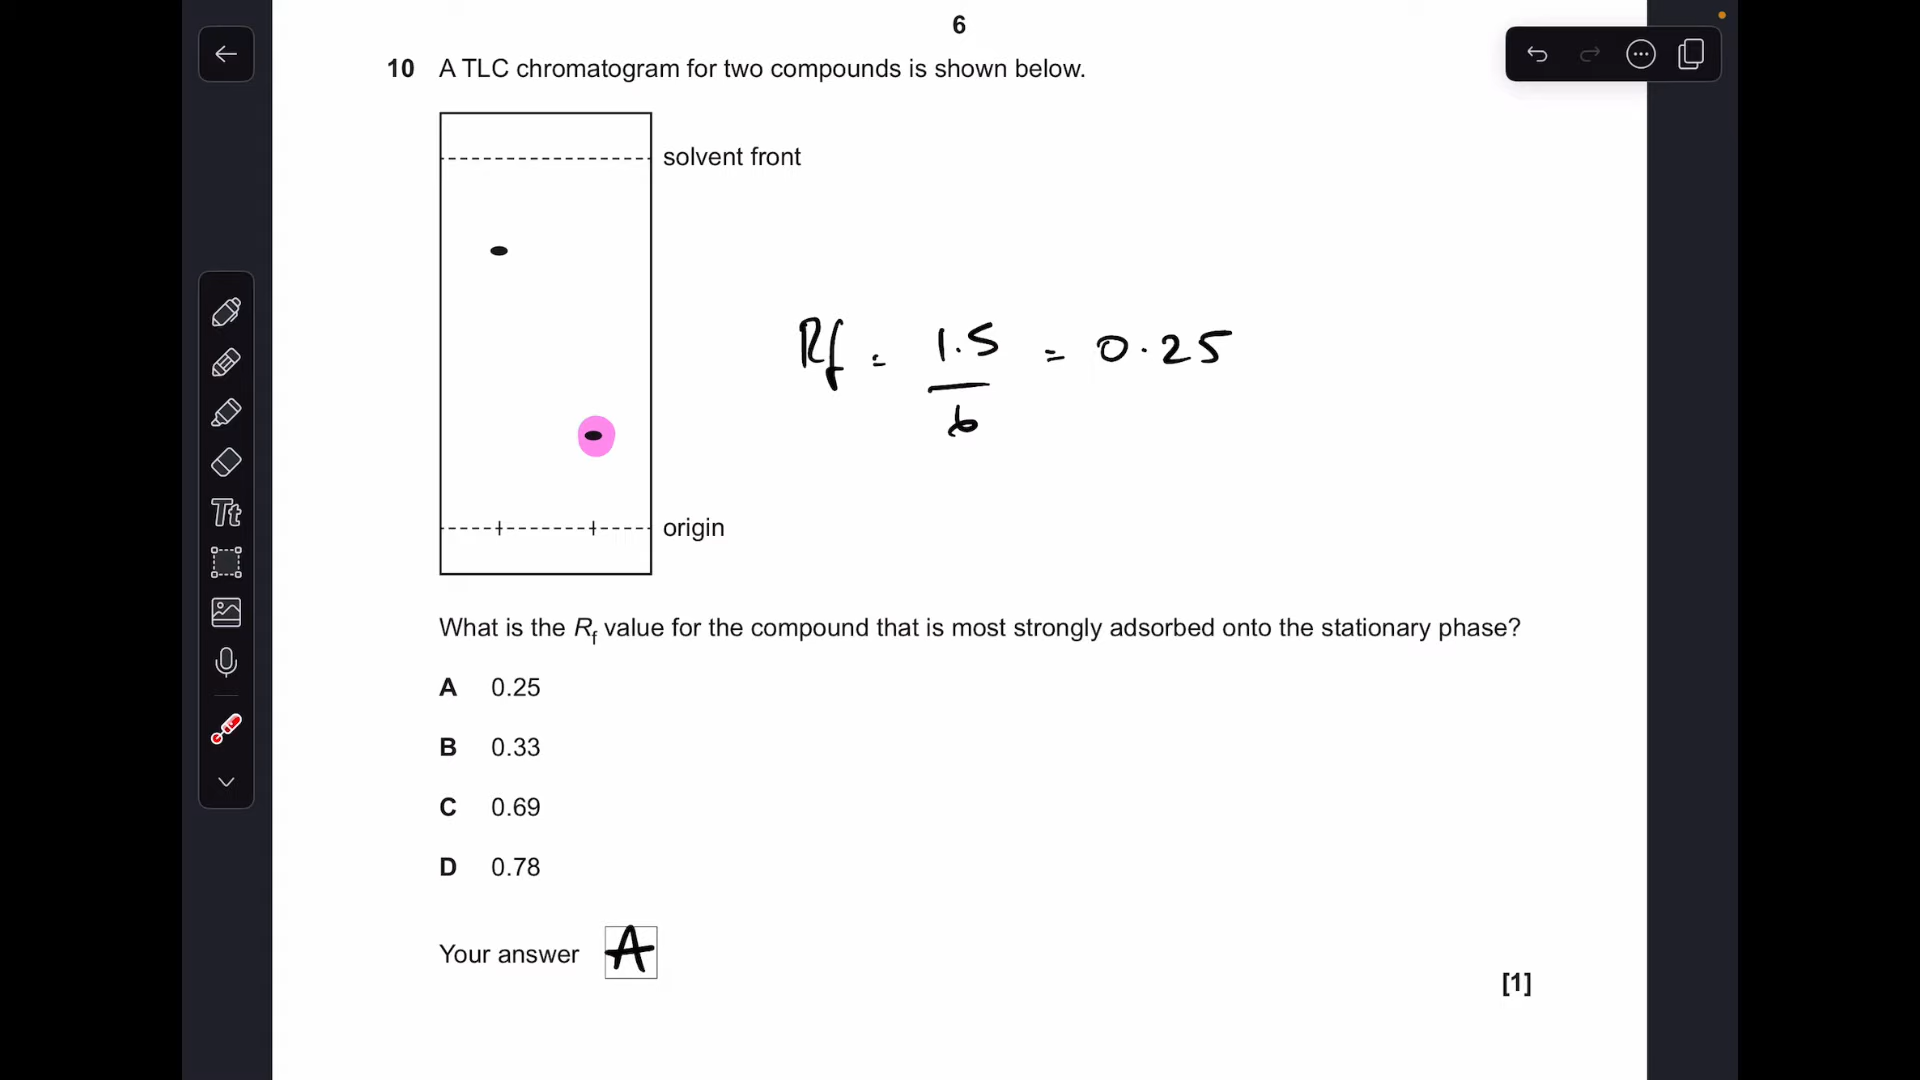 6
10 A TLC chromatogram for two compounds is shown below.
solvent front
Rf = 1.5 / 6 = 0.25
origin
What is the Rf value for the compound that is most strongly adsorbed onto the stationary phase?
A 0.25
B 0.33
C 0.69
D 0.78
Your answer A
[1]
Tt